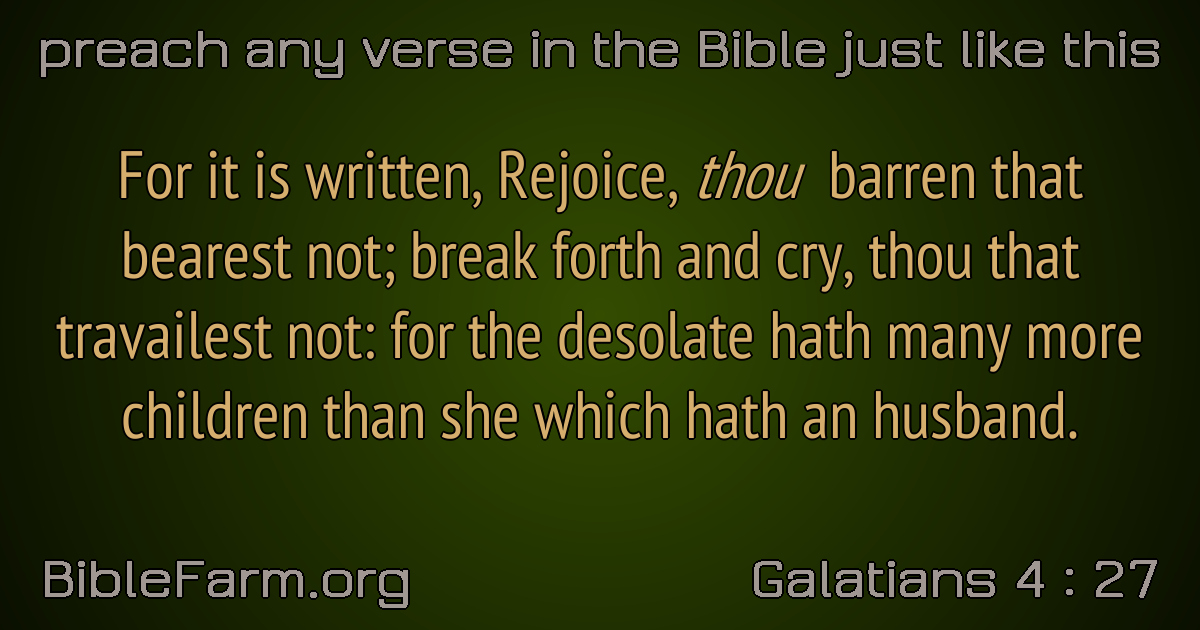 preach any verse in the Bible just like this
For it is written, Rejoice, thou barren that
bearest not; break forth and cry, thou that
travailest not: for the desolate hath many more
children than she which hath an husband.
BibleFarm.org
Galatians 4 : 27